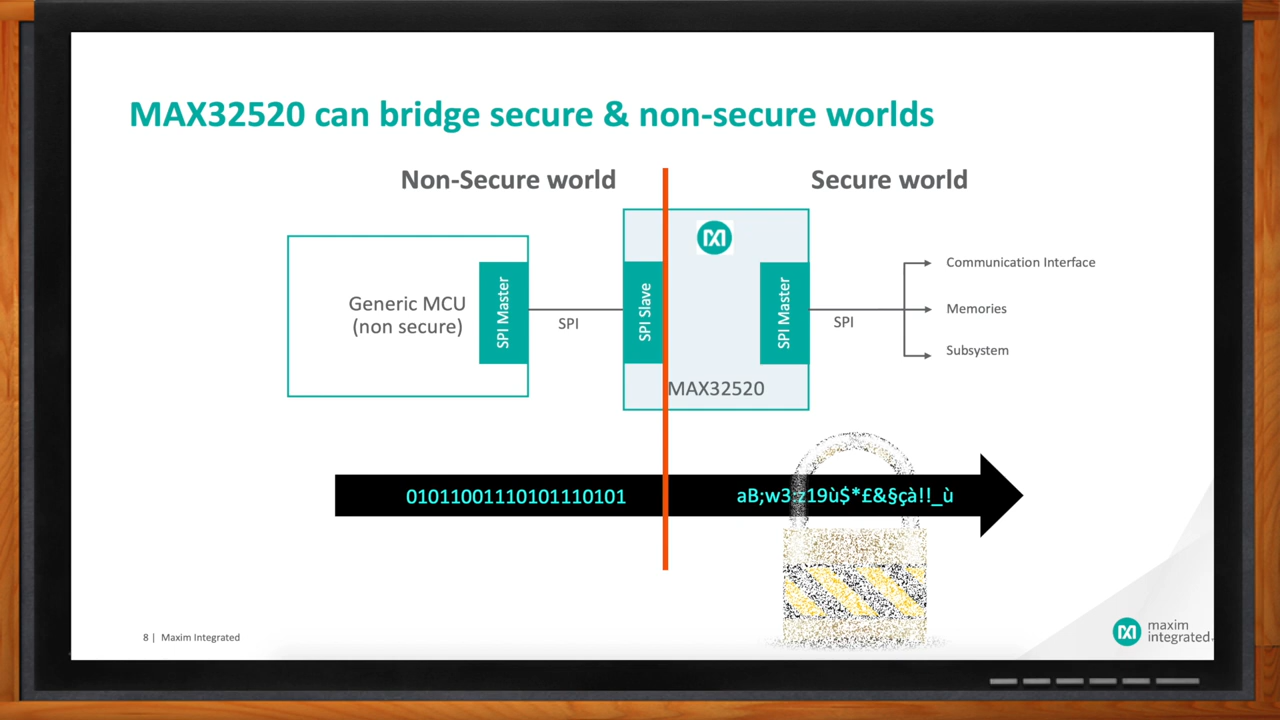 MAX32520 can bridge secure & non-secure worlds
Non-Secure world
Secure world
Generic MCU
(non secure)
SPI Master
SPI
SPI Slave
MAX32520
SPI Master
SPI
Communication Interface
Memories
Subsystem
01011001110101110101
aB;w3:z19ù$*£&§çà!!_ù
8 | Maxim Integrated
maxim
integrated.